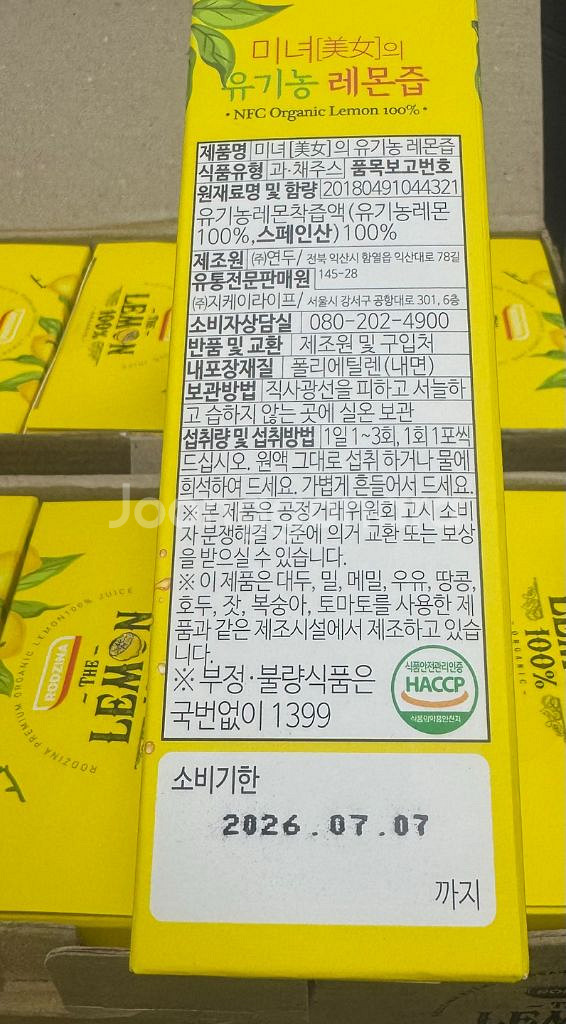 미녀[美女]의
유기농 레몬즙
• NFC Organic Lemon 100% •
제품명 미녀[美女]의 유기농 레몬즙
식품유형 과·채주스 품목보고번호
원재료명 및 함량 20180491044321
유기농레몬착즙액(유기농레몬
100%,스페인산)100%
제조원 ㈜연두/ 전북 익산시 함열읍 익산대로 78길
145-28
유통전문판매원
㈜지케이라이프/ 서울시 강서구 공항대로 301, 6층
소비자상담실 080-202-4900
반품 및 교환 제조원 및 구입처
내포장재질 폴리에틸렌(내면)
보관방법 직사광선을 피하고 서늘하
고 습하지 않는 곳에 실온 보관
섭취량 및 섭취방법 1일 1~3회, 1회 1포씩
드십시오. 원액 그대로 섭취 하거나 물에
희석하여 드세요. 가볍게 흔들어서 드세요.
※ 본 제품은 공정거래위원회 고시 소비
자 분쟁해결 기준에 의거 교환 또는 보상
을 받으실 수 있습니다.
※ 이 제품은 대두, 밀, 메밀, 우유, 땅콩,
호두, 잣, 복숭아, 토마토를 사용한 제
품과 같은 제조시설에서 제조하고 있습
니다.
※ 부정·불량식품은
국번없이 1399
식품안전관리인증
HACCP
식품의약품안전처
소비기한
2026.07.07
까지
THE
LEMON
100%
RODZINA PREMIUM ORGANIC LEMON100% JUICE
RODZINA
THE
LEMON
100%
ORGANIC